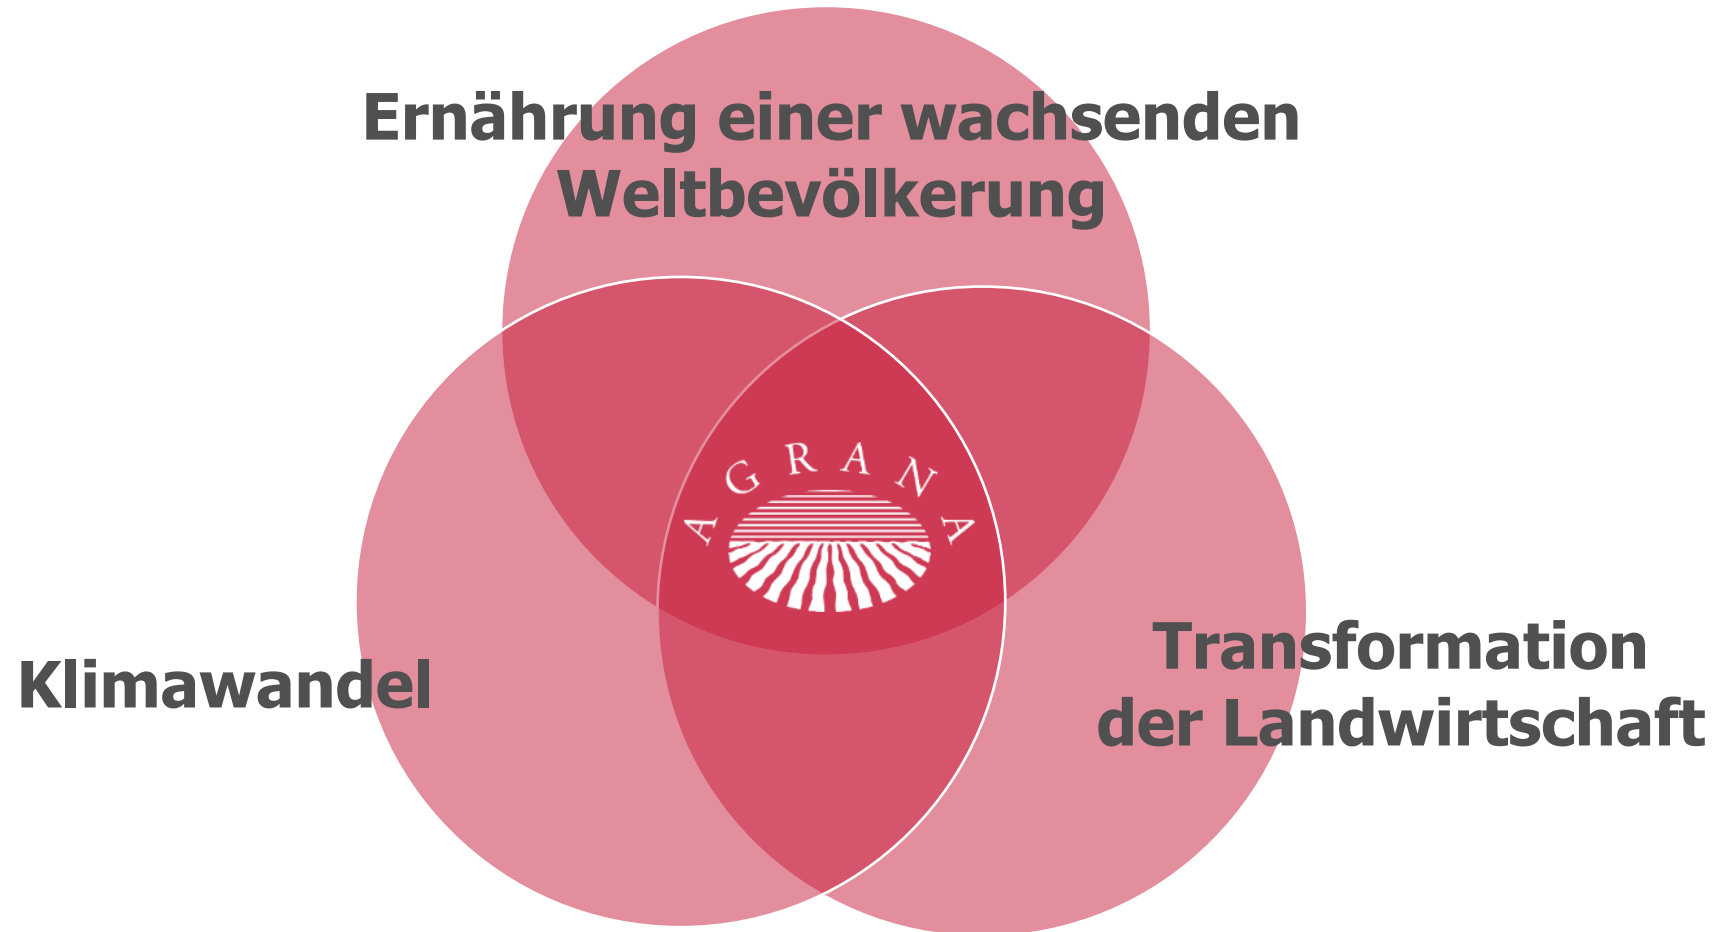 Ernährung einer wachsenden
Weltbevölkerung
AGRANA
Klimawandel
Transformation
der Landwirtschaft